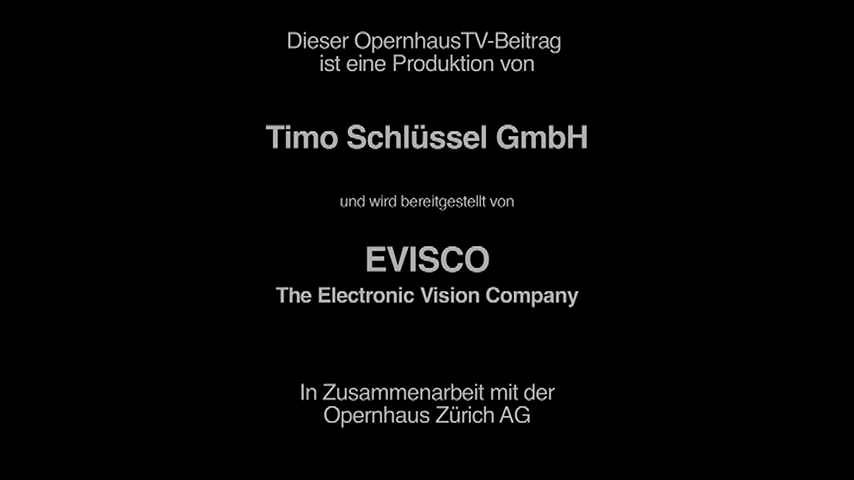 Dieser OpernhausTV-Beitrag
ist eine Produktion von
Timo Schlüssel GmbH
und wird bereitgestellt von
EVISCO
The Electronic Vision Company
In Zusammenarbeit mit der
Opernhaus Zürich AG